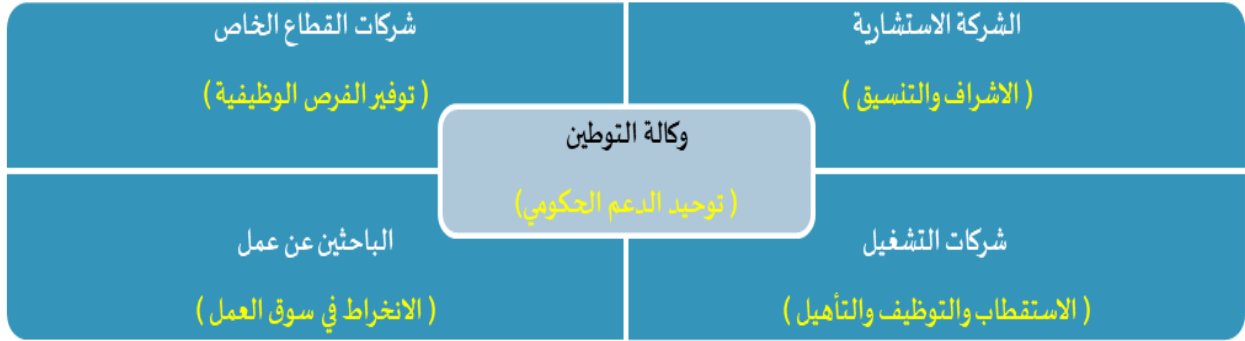 الشركة الاستشارية
( الاشراف والتنسيق )
شركات القطاع الخاص
( توفير الفرص الوظيفية )
وكالة التوطين
( توحيد الدعم الحكومي)
شركات التشغيل
( الاستقطاب والتوظيف والتأهيل )
الباحثين عن عمل
( الانخراط في سوق العمل )